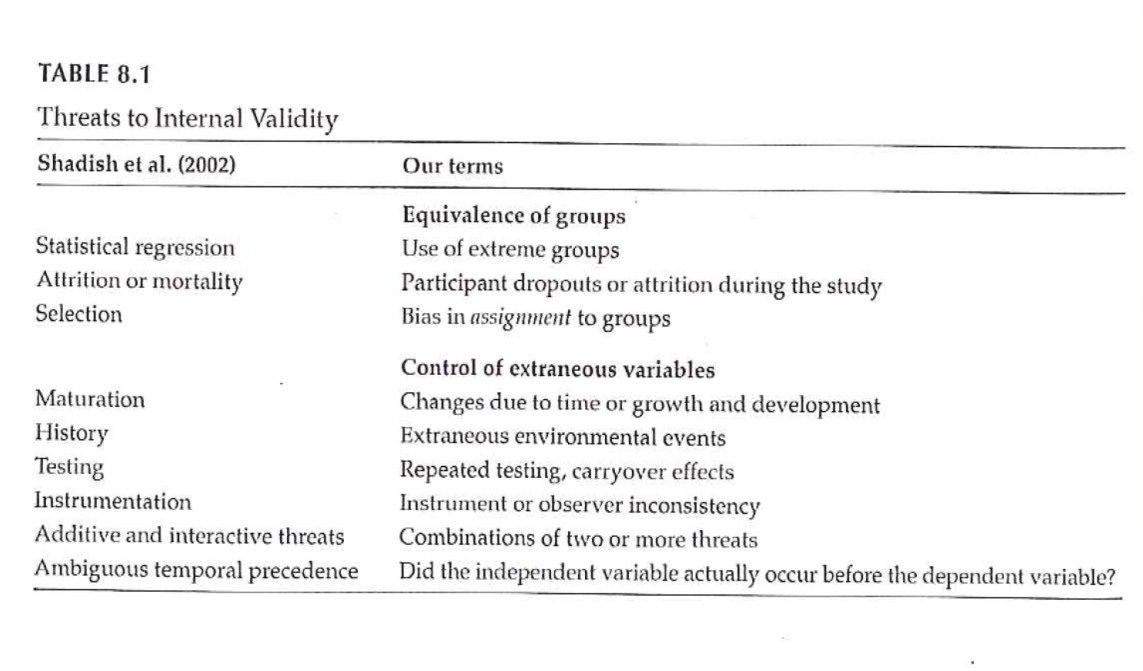 TABLE 8.1
Threats to Internal Validity
Shadish et al. (2002) Our terms
Equivalence of groups
Statistical regression Use of extreme groups
Attrition or mortality Participant dropouts or attrition during the study
Selection Bias in assignment to groups
Control of extraneous variables
Maturation Changes due to time or growth and development
History Extraneous environmental events
Testing Repeated testing, carryover effects
Instrumentation Instrument or observer inconsistency
Additive and interactive threats Combinations of two or more threats
Ambiguous temporal precedence Did the independent variable actually occur before the dependent variable?